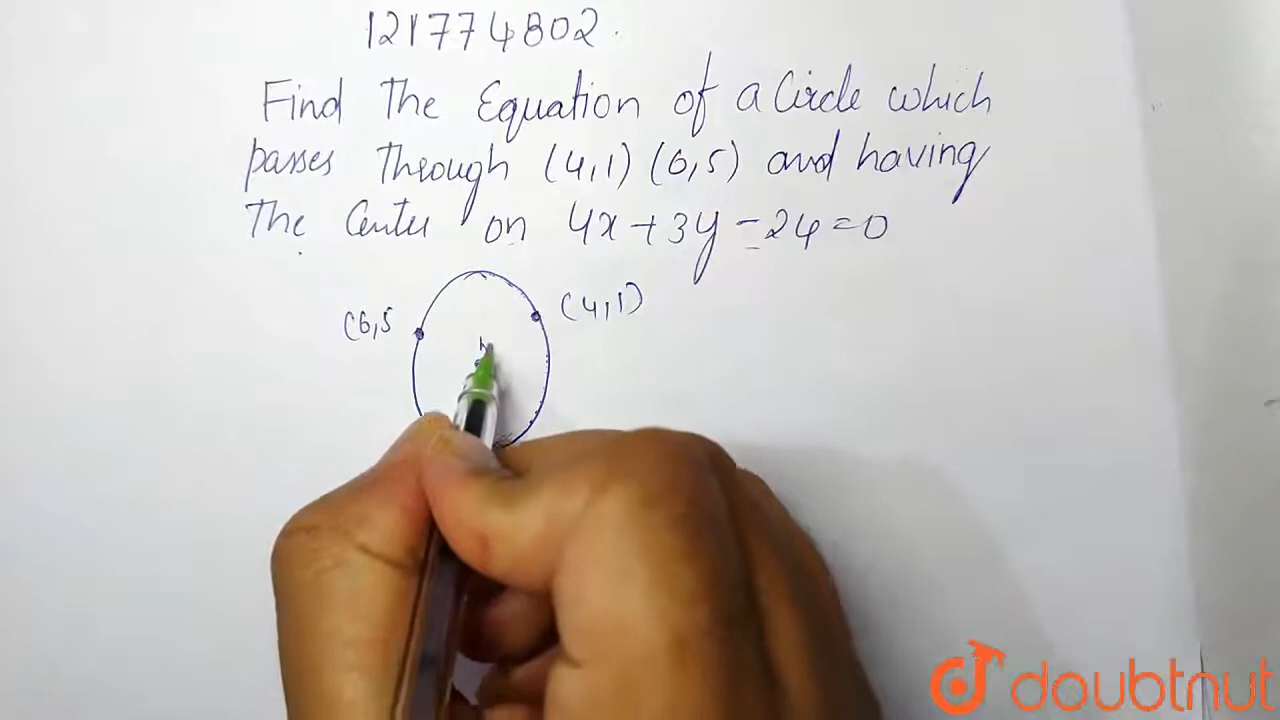 121774802.
Find The Equation of a Circle which
passes Through (4,1) (6,5) and having
The Center on 4x+3y-24=0
(6,5
(4,1)
h
doubtnut